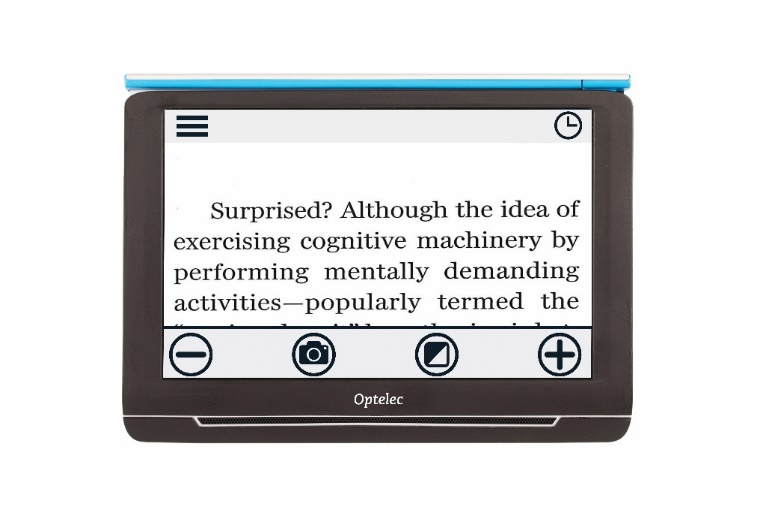 Surprised? Although the idea of
exercising cognitive machinery by
performing mentally demanding
activities—popularly termed the
Optelec